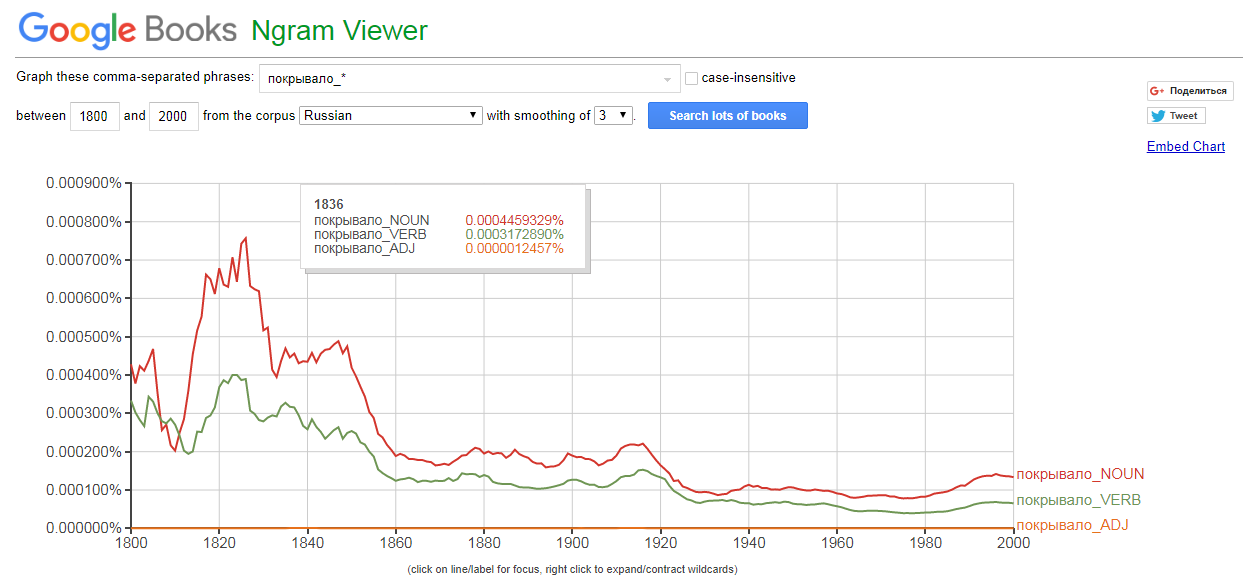 Google Books Ngram Viewer
Graph these comma-separated phrases: покрывало_* case-insensitive
between 1800 and 2000 from the corpus Russian with smoothing of 3 . Search lots of books
G+ Поделиться
Tweet
Embed Chart
0.000900%
0.000800%
0.000700%
0.000600%
0.000500%
0.000400%
0.000300%
0.000200%
0.000100%
0.000000%
1836
покрывало_NOUN 0.0004459329%
покрывало_VERB 0.0003172890%
покрывало_ADJ 0.0000012457%
покрывало_NOUN
покрывало_VERB
покрывало_ADJ
1800 1820 1840 1860 1880 1900 1920 1940 1960 1980 2000
(click on line/label for focus, right click to expand/contract wildcards)